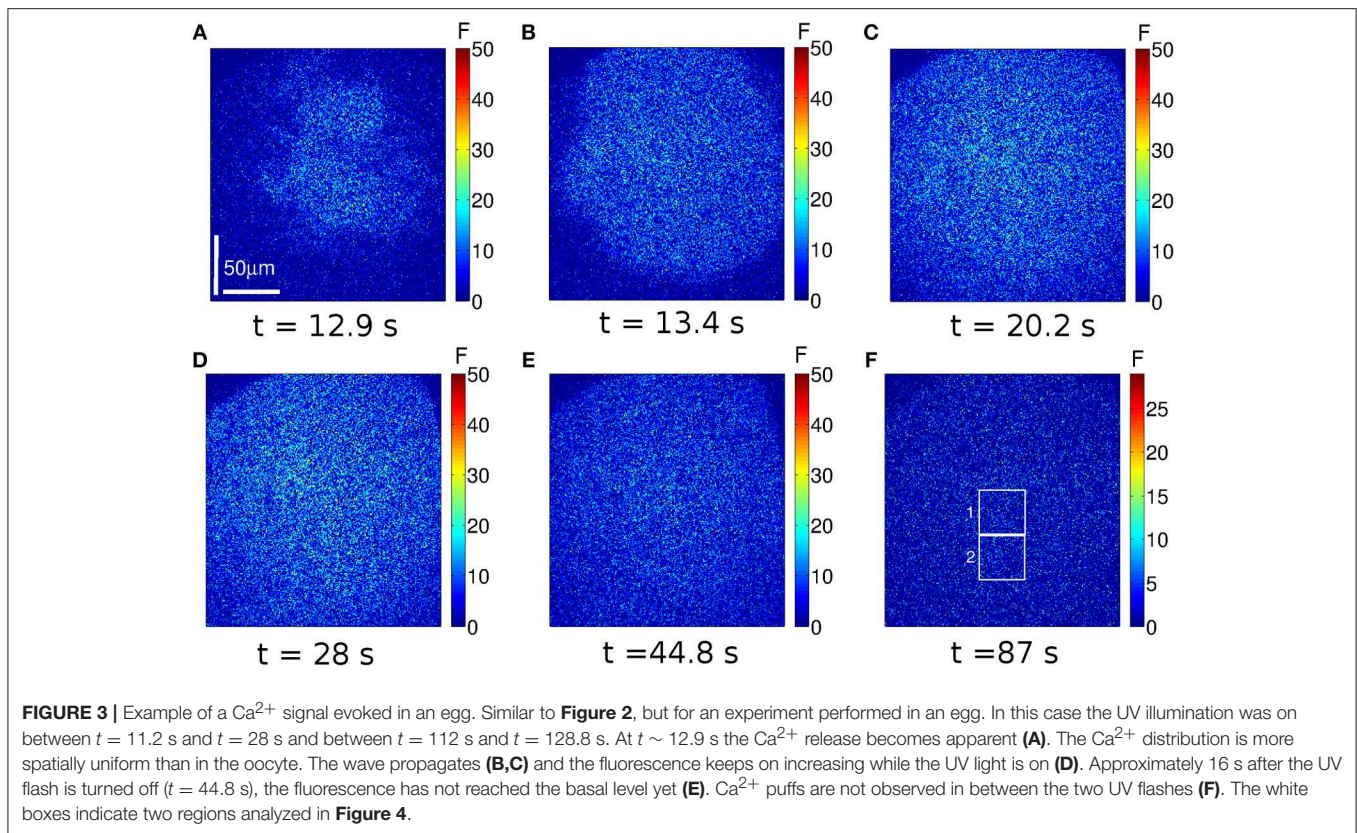 A
F
50
40
30
20
10
0
50μm
t = 12.9 s
B
F
50
40
30
20
10
0
t = 13.4 s
C
F
50
40
30
20
10
0
t = 20.2 s
D
F
50
40
30
20
10
0
t = 28 s
E
F
50
40
30
20
10
0
t =44.8 s
F
F
25
20
15
10
5
0
1
2
t =87 s
FIGURE 3 | Example of a Ca2+ signal evoked in an egg. Similar to Figure 2, but for an experiment performed in an egg. In this case the UV illumination was on
between t = 11.2 s and t = 28 s and between t = 112 s and t = 128.8 s. At t ∼ 12.9 s the Ca2+ release becomes apparent (A). The Ca2+ distribution is more
spatially uniform than in the oocyte. The wave propagates (B,C) and the fluorescence keeps on increasing while the UV light is on (D). Approximately 16 s after the UV
flash is turned off (t = 44.8 s), the fluorescence has not reached the basal level yet (E). Ca2+ puffs are not observed in between the two UV flashes (F). The white
boxes indicate two regions analyzed in Figure 4.